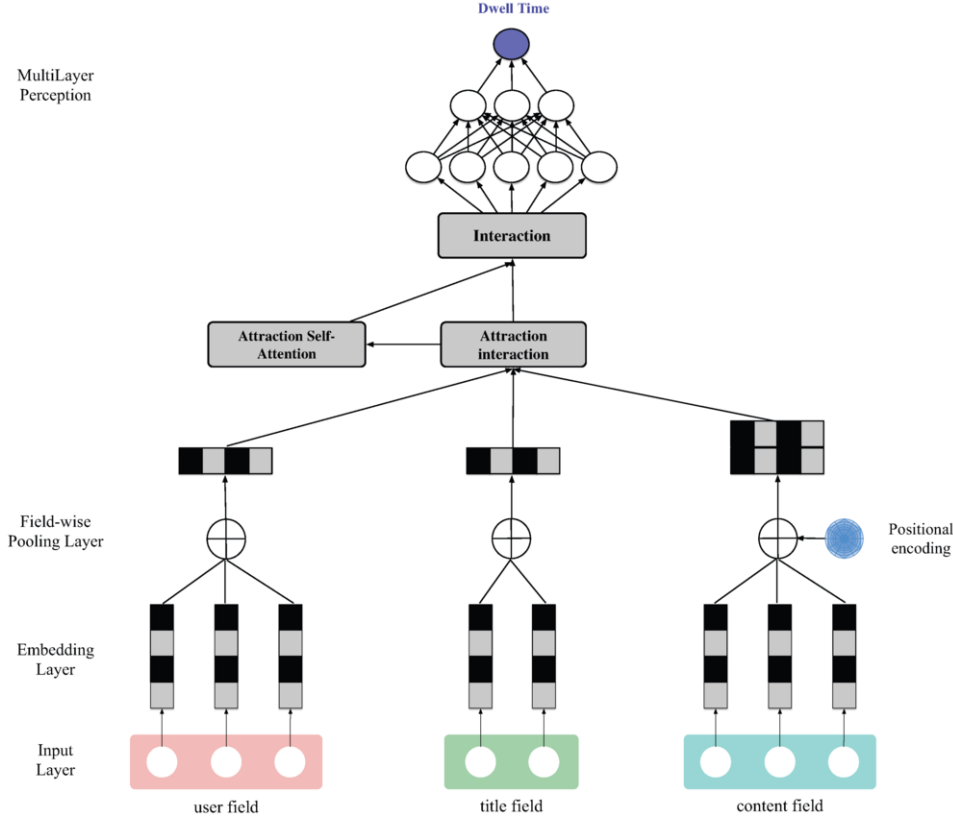 Dwell Time
MultiLayer
Perception
Interaction
Attraction Self-
Attention
Attraction
interaction
Field-wise
Pooling Layer
Positional
encoding
Embedding
Layer
Input
Layer
user field
title field
content field